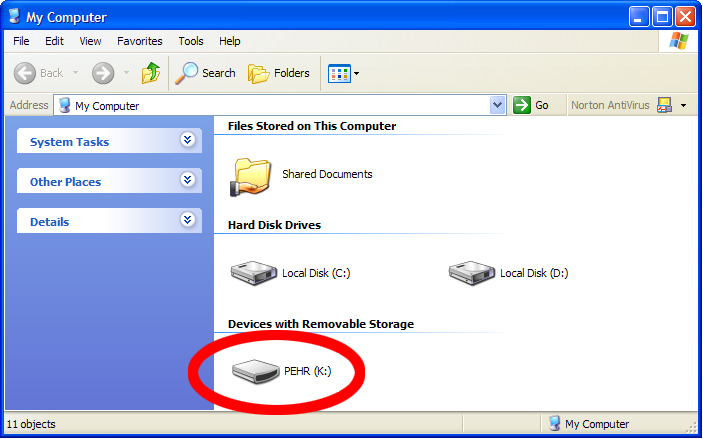 My Computer
File Edit View Favorites Tools Help
Back Search Folders
Address My Computer Go Norton AntiVirus
System Tasks
Other Places
Details
Files Stored on This Computer
Shared Documents
Hard Disk Drives
Local Disk (C:) Local Disk (D:)
Devices with Removable Storage
PEHR (K:)
11 objects My Computer